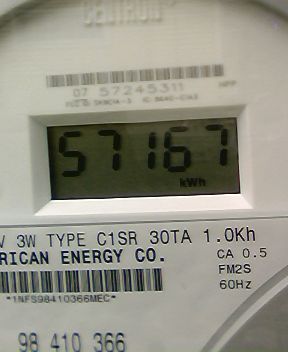 CENTRON
07 57245311
57167
kWh
V 3W TYPE C1SR 30TA 1.0Kh
RICAN ENERGY CO.
CA 0.5
FM2S
60Hz
*1NFS98410366MEC*
98 410 366